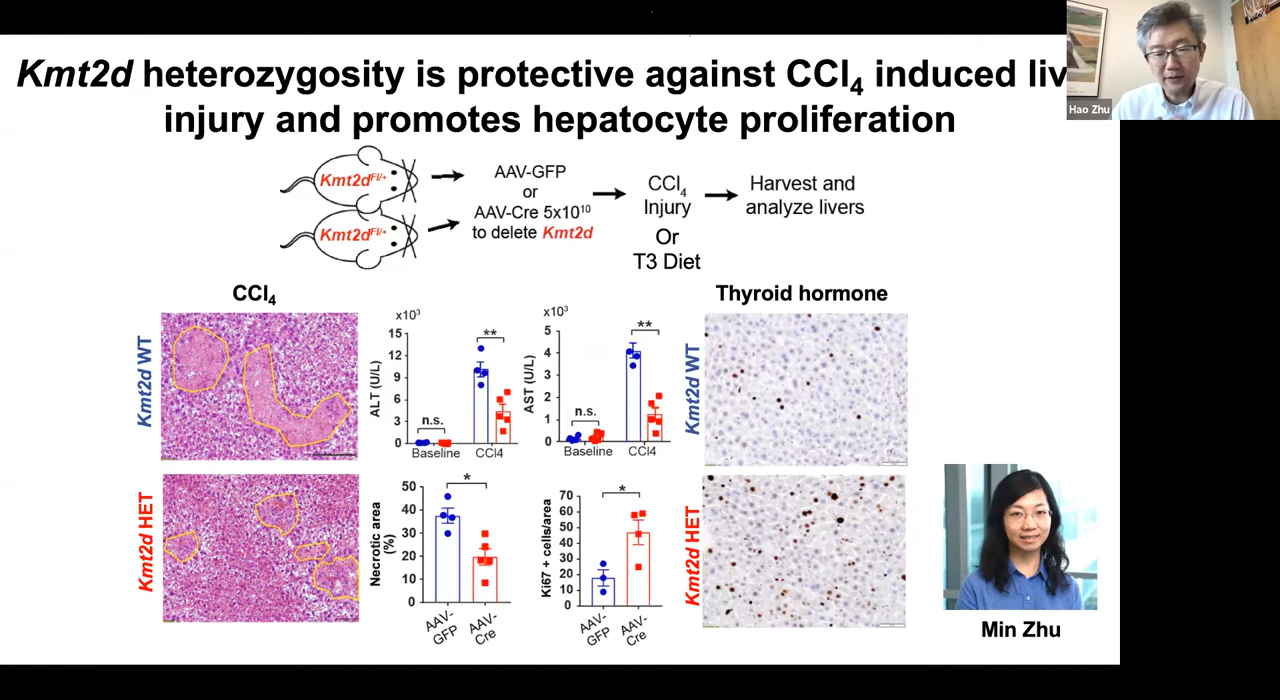 Kmt2d heterozygosity is protective against CCl₄ induced liv
injury and promotes hepatocyte proliferation
Hao Zhu
Kmt2dFl/+
Kmt2dFl/+
AAV-GFP
or
AAV-Cre 5x10¹⁰
to delete Kmt2d
CCl₄
Injury
Or
T3 Diet
Harvest and
analyze livers
CCl₄
Thyroid hormone
Kmt2d WT
Kmt2d HET
x10³
ALT (U/L)
15
12
9
6
3
0
n.s.
**
Baseline
CCl4
x10³
AST (U/L)
5
4
3
2
1
0
n.s.
**
Baseline
CCl4
Necrotic area
(%)
50
40
30
20
10
0
*
AAV-
GFP
AAV-
Cre
Ki67 + cells/area
70
60
50
40
30
20
10
0
*
AAV-
GFP
AAV-
Cre
Kmt2d WT
Kmt2d HET
Min Zhu